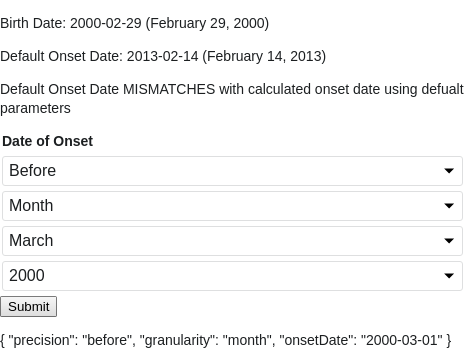 Birth Date: 2000-02-29 (February 29, 2000)
Default Onset Date: 2013-02-14 (February 14, 2013)
Default Onset Date MISMATCHES with calculated onset date using defualt
parameters
Date of Onset
Before
Month
March
2000
Submit
{ "precision": "before", "granularity": "month", "onsetDate": "2000-03-01" }